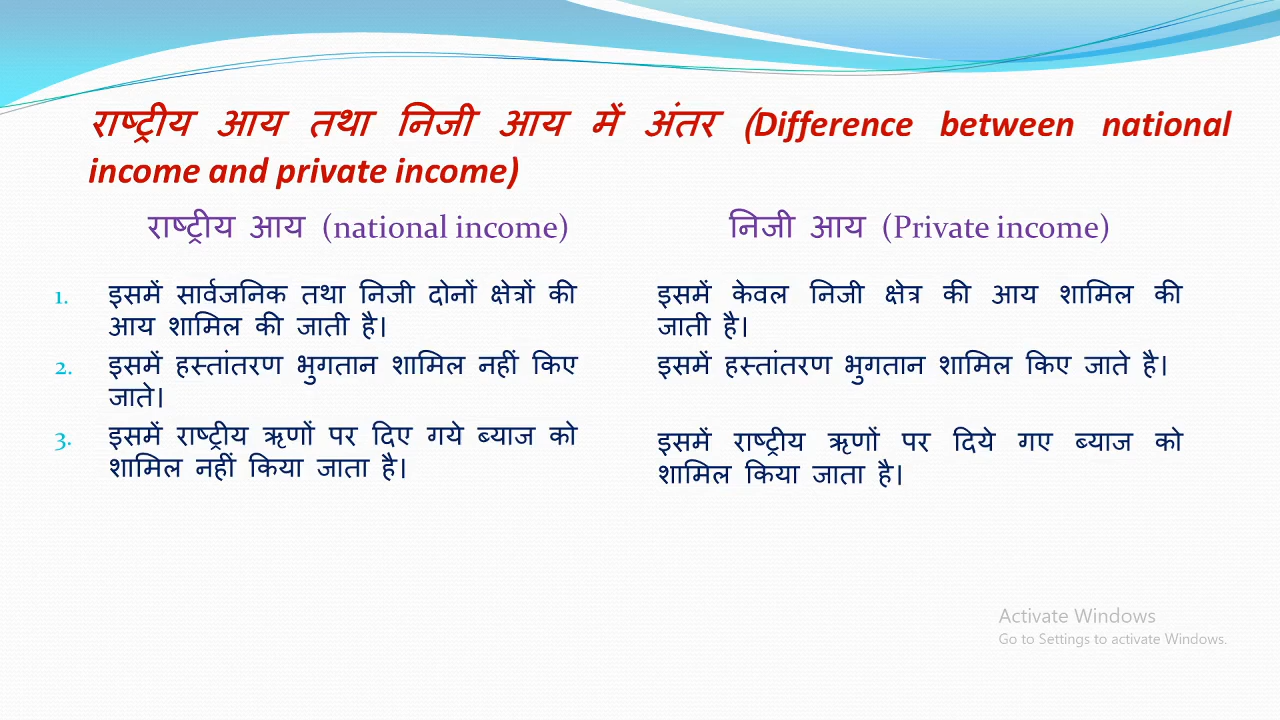 राष्ट्रीय आय तथा निजी आय में अंतर (Difference between national
income and private income)
राष्ट्रीय आय (national income)
1. इसमें सार्वजनिक तथा निजी दोनों क्षेत्रों की
आय शामिल की जाती है।
2. इसमें हस्तांतरण भुगतान शामिल नहीं किए
जाते।
3. इसमें राष्ट्रीय ऋणों पर दिए गये ब्याज को
शामिल नहीं किया जाता है।
निजी आय (Private income)
इसमें केवल निजी क्षेत्र की आय शामिल की
जाती है।
इसमें हस्तांतरण भुगतान शामिल किए जाते है।
इसमें राष्ट्रीय ऋणों पर दिये गए ब्याज को
शामिल किया जाता है।
Activate Windows
Go to Settings to activate Windows.